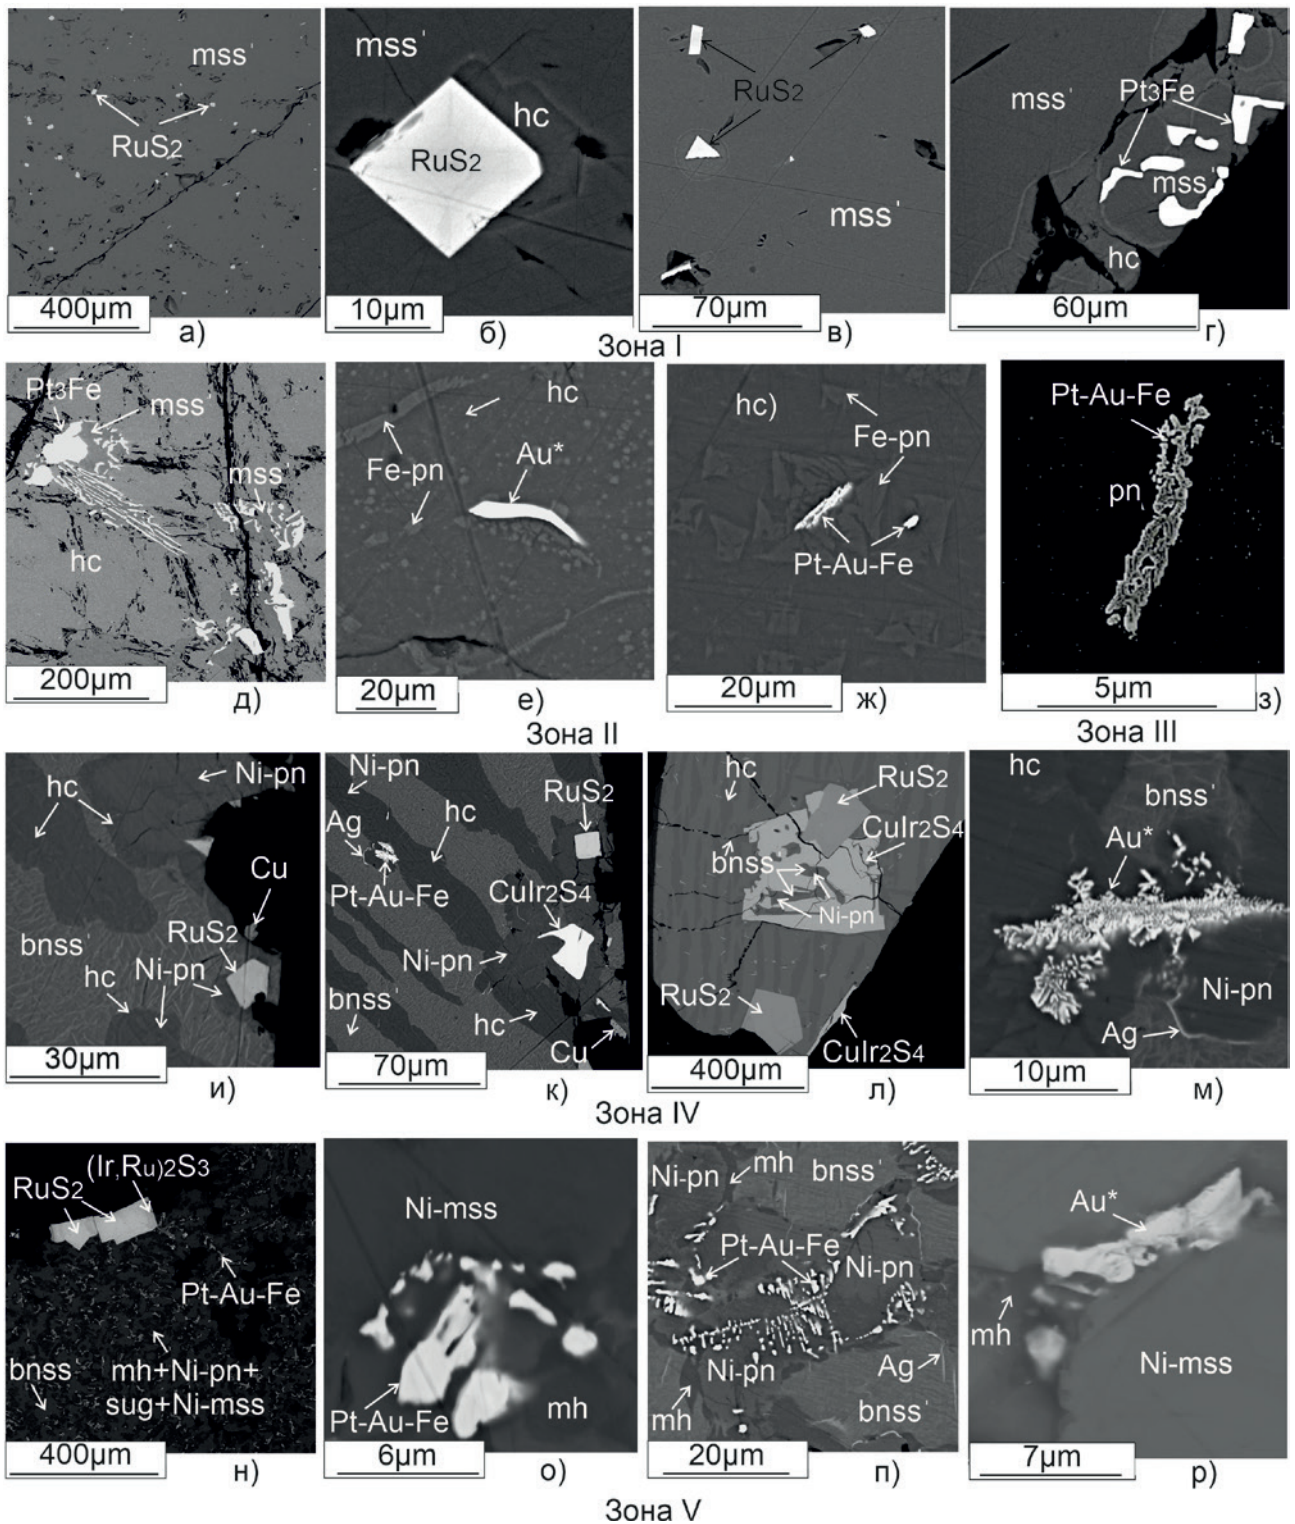 mss'
RuS2
400µm
а)
mss'
hc
RuS2
10µm
б)
RuS2
mss'
70µm
в)
mss'
Pt3Fe
mss'
hc
60µm
г)
Зона I
Pt3Fe
mss'
mss'
hc
200µm
д)
hc
Fe-pn
Au*
20µm
е)
hc)
Fe-pn
Pt-Au-Fe
20µm
ж)
Pt-Au-Fe
pn
5µm
з)
Зона II
Зона III
hc
Ni-pn
Cu
RuS2
bnss'
hc
Ni-pn
30µm
и)
Ni-pn
RuS2
Ag
hc
Pt-Au-Fe
CuIr2S4
Ni-pn
bnss'
hc
Cu
70µm
к)
hc
RuS2
CuIr2S4
bnss
Ni-pn
RuS2
CuIr2S4
400µm
л)
hc
bnss'
Au*
Ni-pn
Ag
10µm
м)
Зона IV
(Ir,Ru)2S3
RuS2
Pt-Au-Fe
bnss'
mh+Ni-pn+
sug+Ni-mss
400µm
н)
Ni-mss
Pt-Au-Fe
mh
6µm
о)
Ni-pn
mh
bnss'
Pt-Au-Fe
Ni-pn
Ni-pn
Ag
mh
bnss'
20µm
п)
Au*
mh
Ni-mss
7µm
р)
Зона V